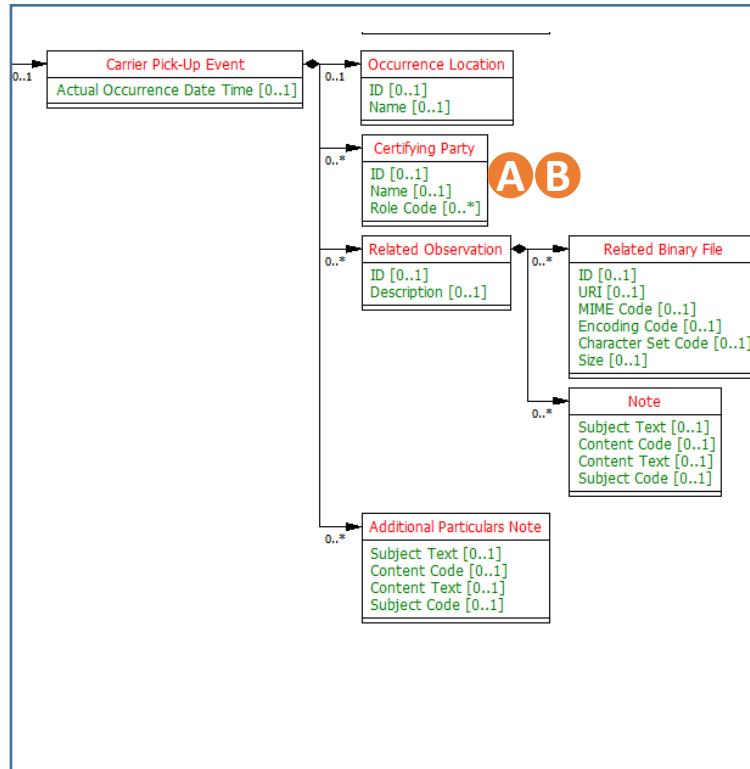 Carrier Pick-Up Event
0..1
Actual Occurrence Date Time [0..1]
0..1
Occurrence Location
ID [0..1]
Name [0..1]
0..*
Certifying Party
ID [0..1]
Name [0..1]
Role Code [0..*]
A B
0..*
Related Observation
ID [0..1]
Description [0..1]
0..*
Related Binary File
ID [0..1]
URI [0..1]
MIME Code [0..1]
Encoding Code [0..1]
Character Set Code [0..1]
Size [0..1]
0..*
Note
Subject Text [0..1]
Content Code [0..1]
Content Text [0..1]
Subject Code [0..1]
0..*
Additional Particulars Note
Subject Text [0..1]
Content Code [0..1]
Content Text [0..1]
Subject Code [0..1]